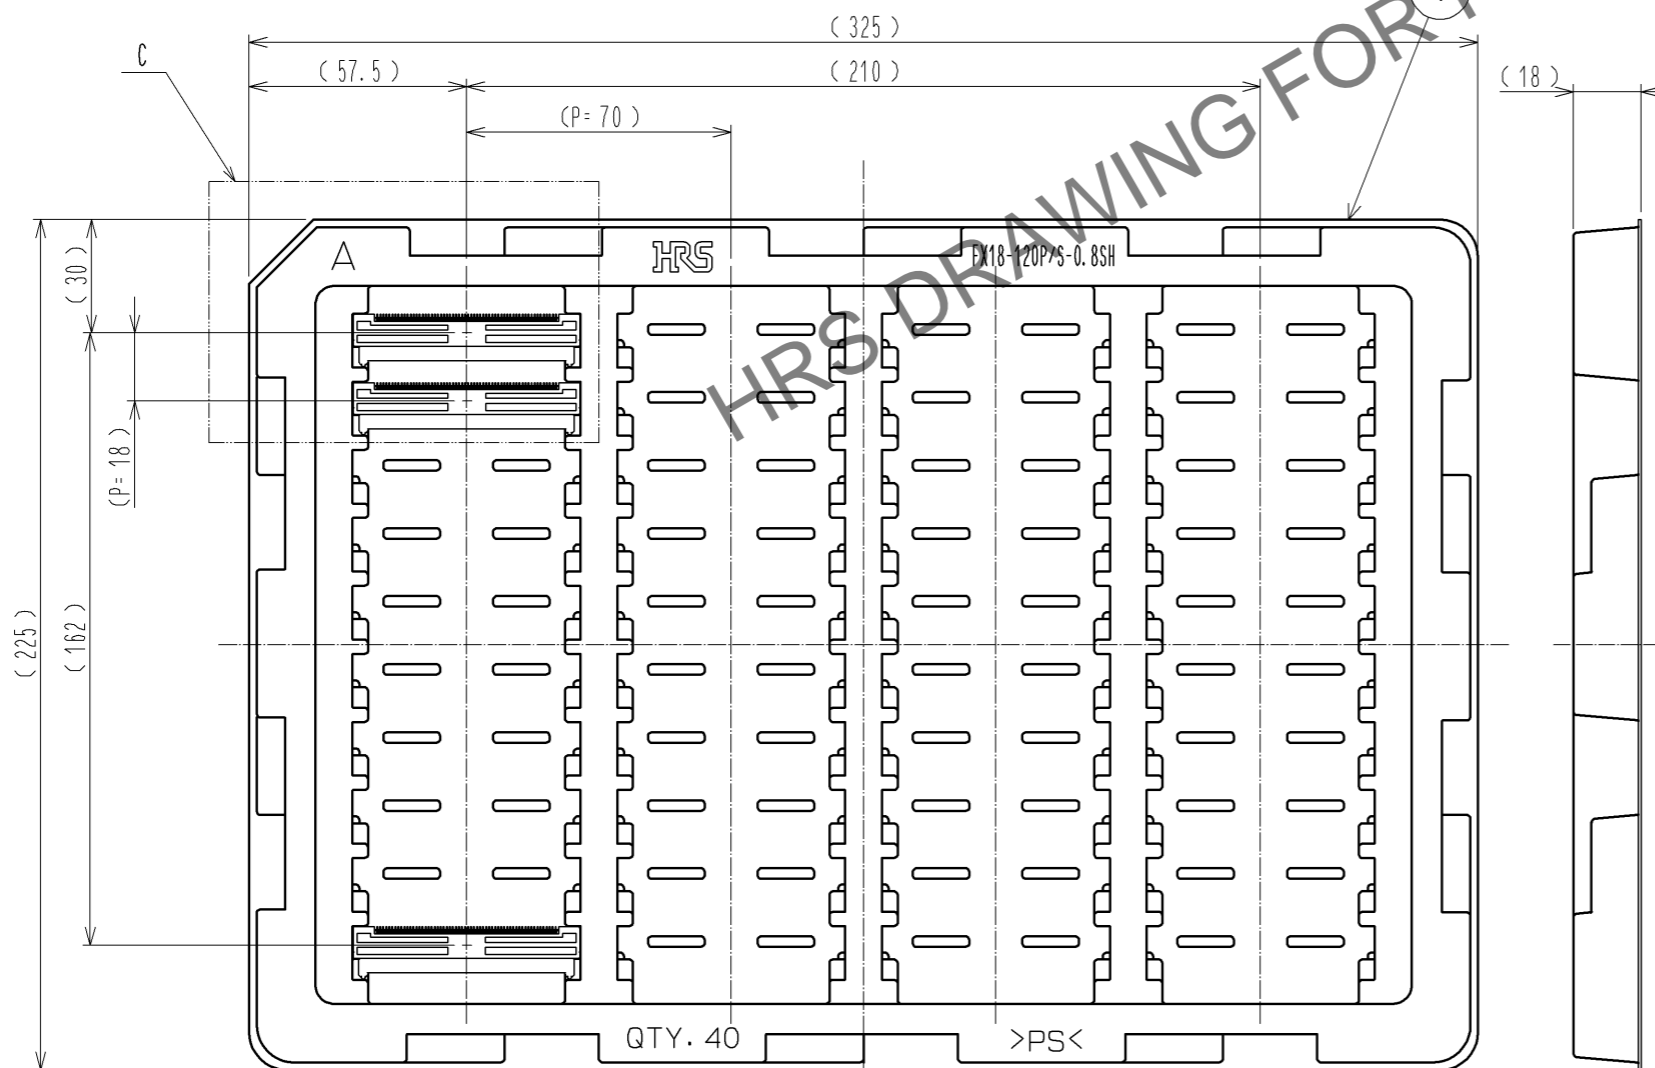 ( 325 )
C
( 57.5 )
( 210 )
( 18 )
(P= 70 )
HRS DRAWING FOR
A
HRS
FX18-120P/S-0.8SH
( 30 )
(P= 18 )
( 162 )
( 225 )
QTY. 40
>PS<